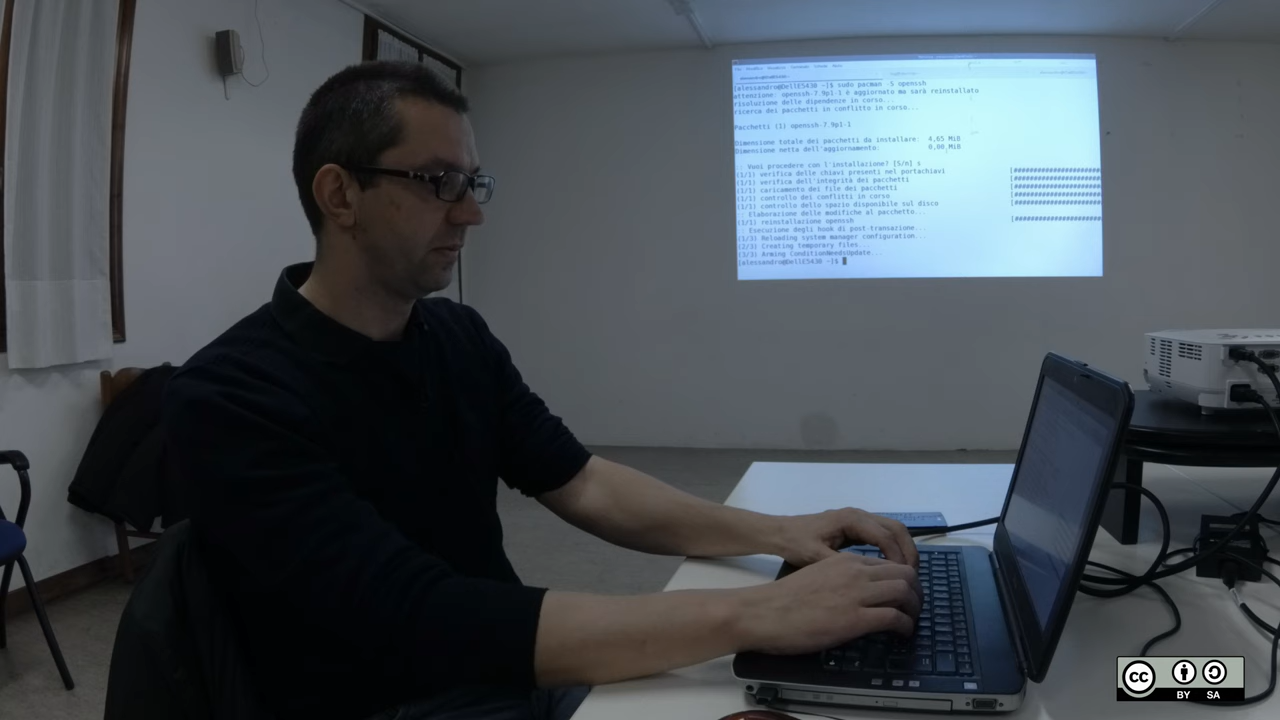 [alessandro@DellE5430 ~]$ sudo pacman -S openssh
attenzione: openssh-7.9p1-1 è aggiornato ma sarà reinstallato
risoluzione delle dipendenze in corso...
ricerca dei pacchetti in conflitto in corso...
Pacchetti (1) openssh-7.9p1-1
Dimensione totale dei pacchetti da installare: 4,65 MiB
Dimensione netta dell'aggiornamento: 0,00 MiB
:: Vuoi procedere con l'installazione? [S/n] s
(1/1) verifica delle chiavi presenti nel portachiavi [####################
(1/1) verifica dell'integrità dei pacchetti [####################
(1/1) caricamento dei file dei pacchetti [####################
(1/1) controllo dei conflitti in corso [####################
(1/1) controllo dello spazio disponibile sul disco [####################
:: Elaborazione delle modifiche al pacchetto...
(1/1) reinstallazione openssh [####################
:: Esecuzione degli hook di post-transazione...
(1/3) Reloading system manager configuration...
(2/3) Creating temporary files...
(3/3) Arming ConditionNeedsUpdate...
[alessandro@DellE5430 ~]$
cc
BY SA